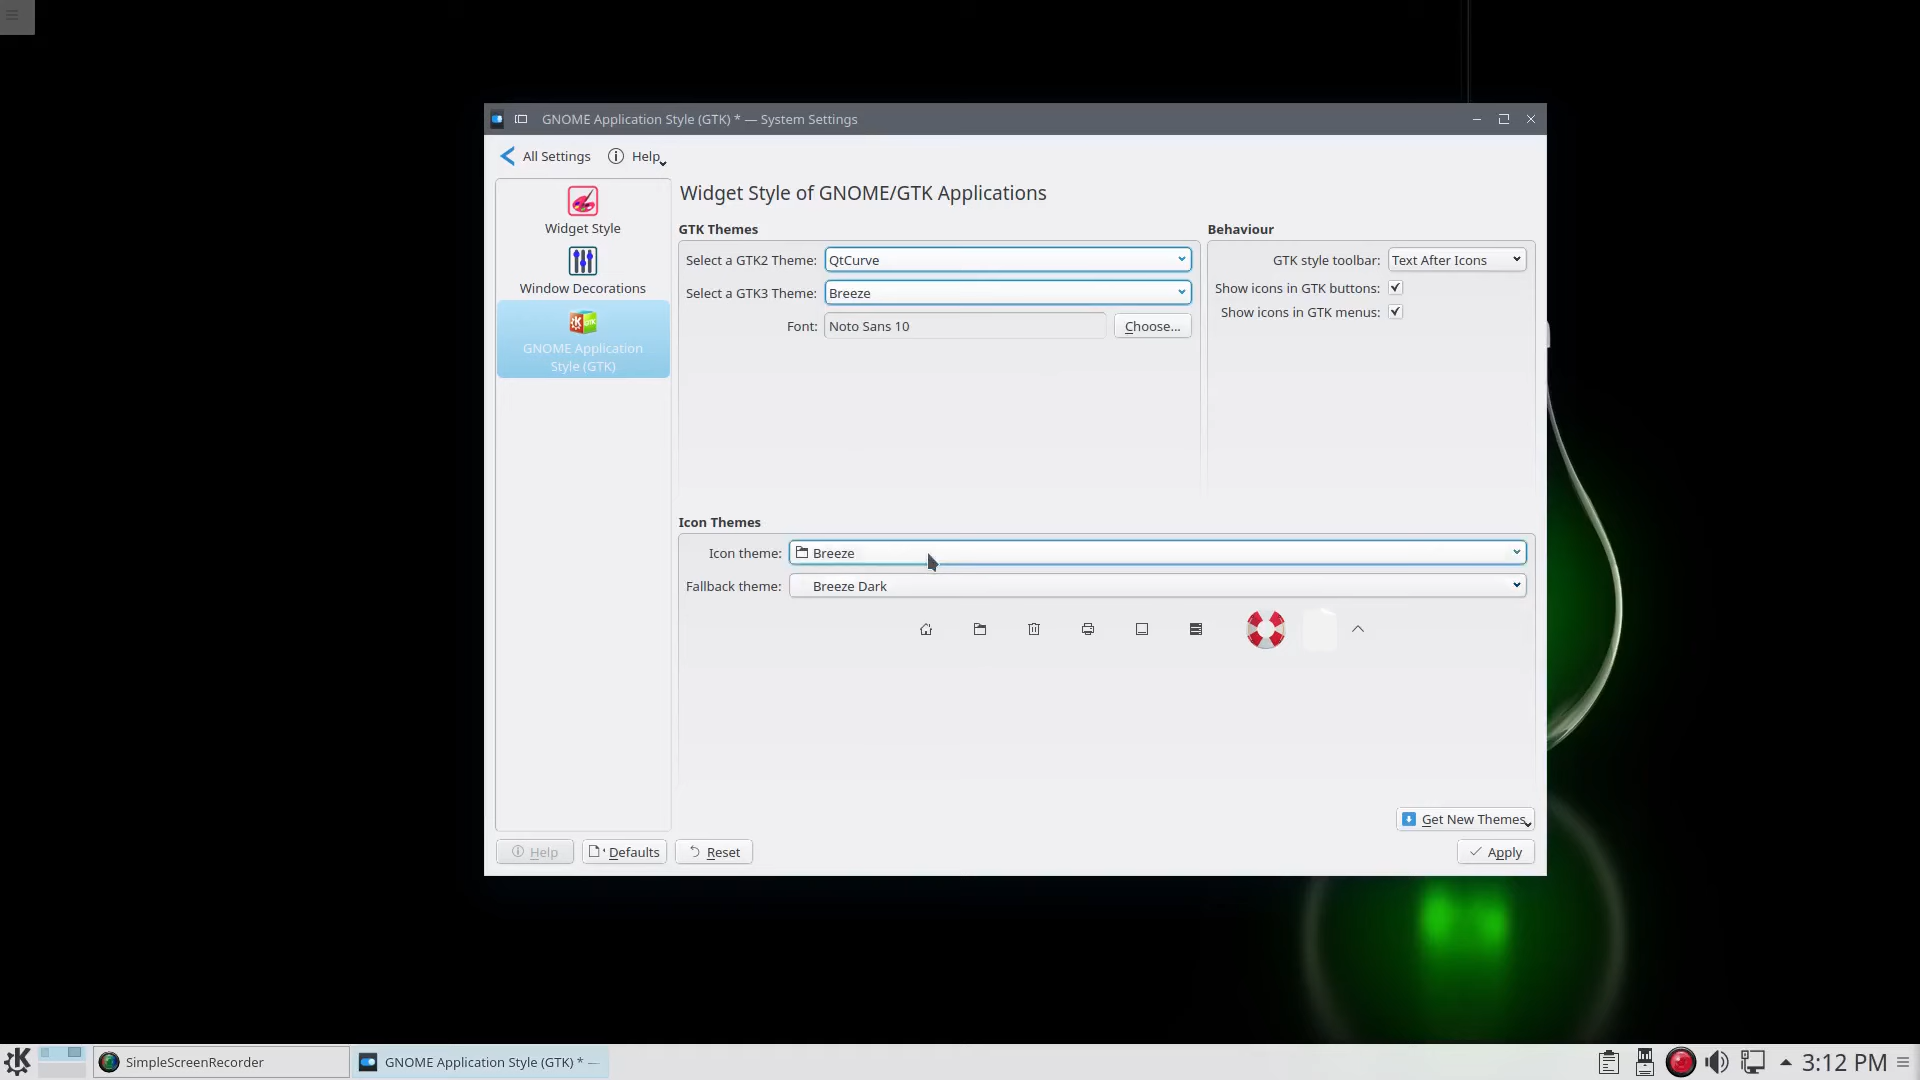 GNOME Application Style (GTK) * — System Settings
All Settings
Help
Widget Style
Window Decorations
GNOME Application
Style (GTK)
Widget Style of GNOME/GTK Applications
GTK Themes
Select a GTK2 Theme: QtCurve
Select a GTK3 Theme: Breeze
Font: Noto Sans 10
Choose...
Behaviour
GTK style toolbar: Text After Icons
Show icons in GTK buttons:
Show icons in GTK menus:
Icon Themes
Icon theme: Breeze
Fallback theme: Breeze Dark
Get New Themes
Help
Defaults
Reset
Apply
SimpleScreenRecorder
GNOME Application Style (GTK) * —
3:12 PM